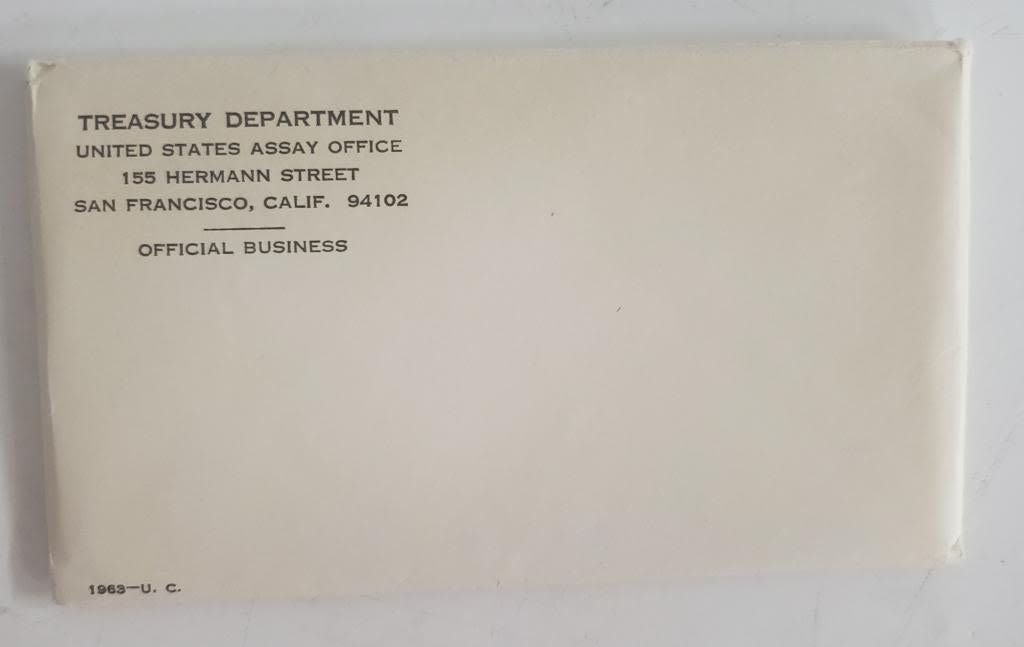 TREASURY DEPARTMENT
UNITED STATES ASSAY OFFICE
155 HERMANN STREET
SAN FRANCISCO, CALIF. 94102
OFFICIAL BUSINESS
1963—U. C.